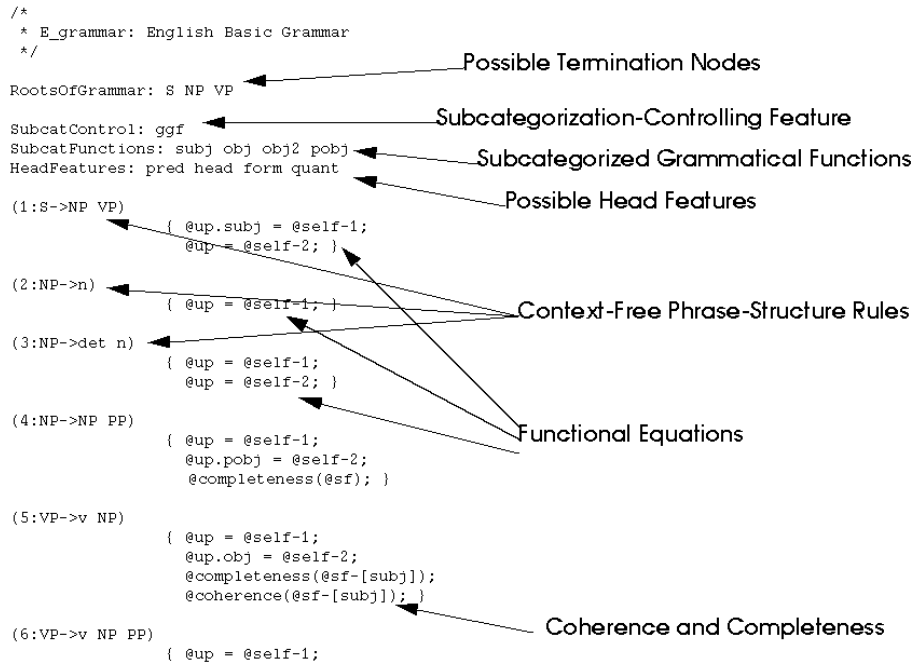 /*
* E_grammar: English Basic Grammar
*/
Possible Termination Nodes
RootsOfGrammar: S NP VP
Subcategorization-Controlling Feature
SubcatControl: ggf
SubcatFunctions: subj obj obj2 pobj
Subcategorized Grammatical Functions
HeadFeatures: pred head form quant
Possible Head Features
(1:S->NP VP)
{ @up.subj = @self-1;
@up = @self-2; }
(2:NP->n)
{ @up = @self-1; }
Context-Free Phrase-Structure Rules
(3:NP->det n)
{ @up = @self-1;
@up = @self-2; }
(4:NP->NP PP)
Functional Equations
{ @up = @self-1;
@up.pobj = @self-2;
@completeness(@sf); }
(5:VP->v NP)
{ @up = @self-1;
@up.obj = @self-2;
@completeness(@sf-[subj]);
@coherence(@sf-[subj]); }
Coherence and Completeness
(6:VP->v NP PP)
{ @up = @self-1;